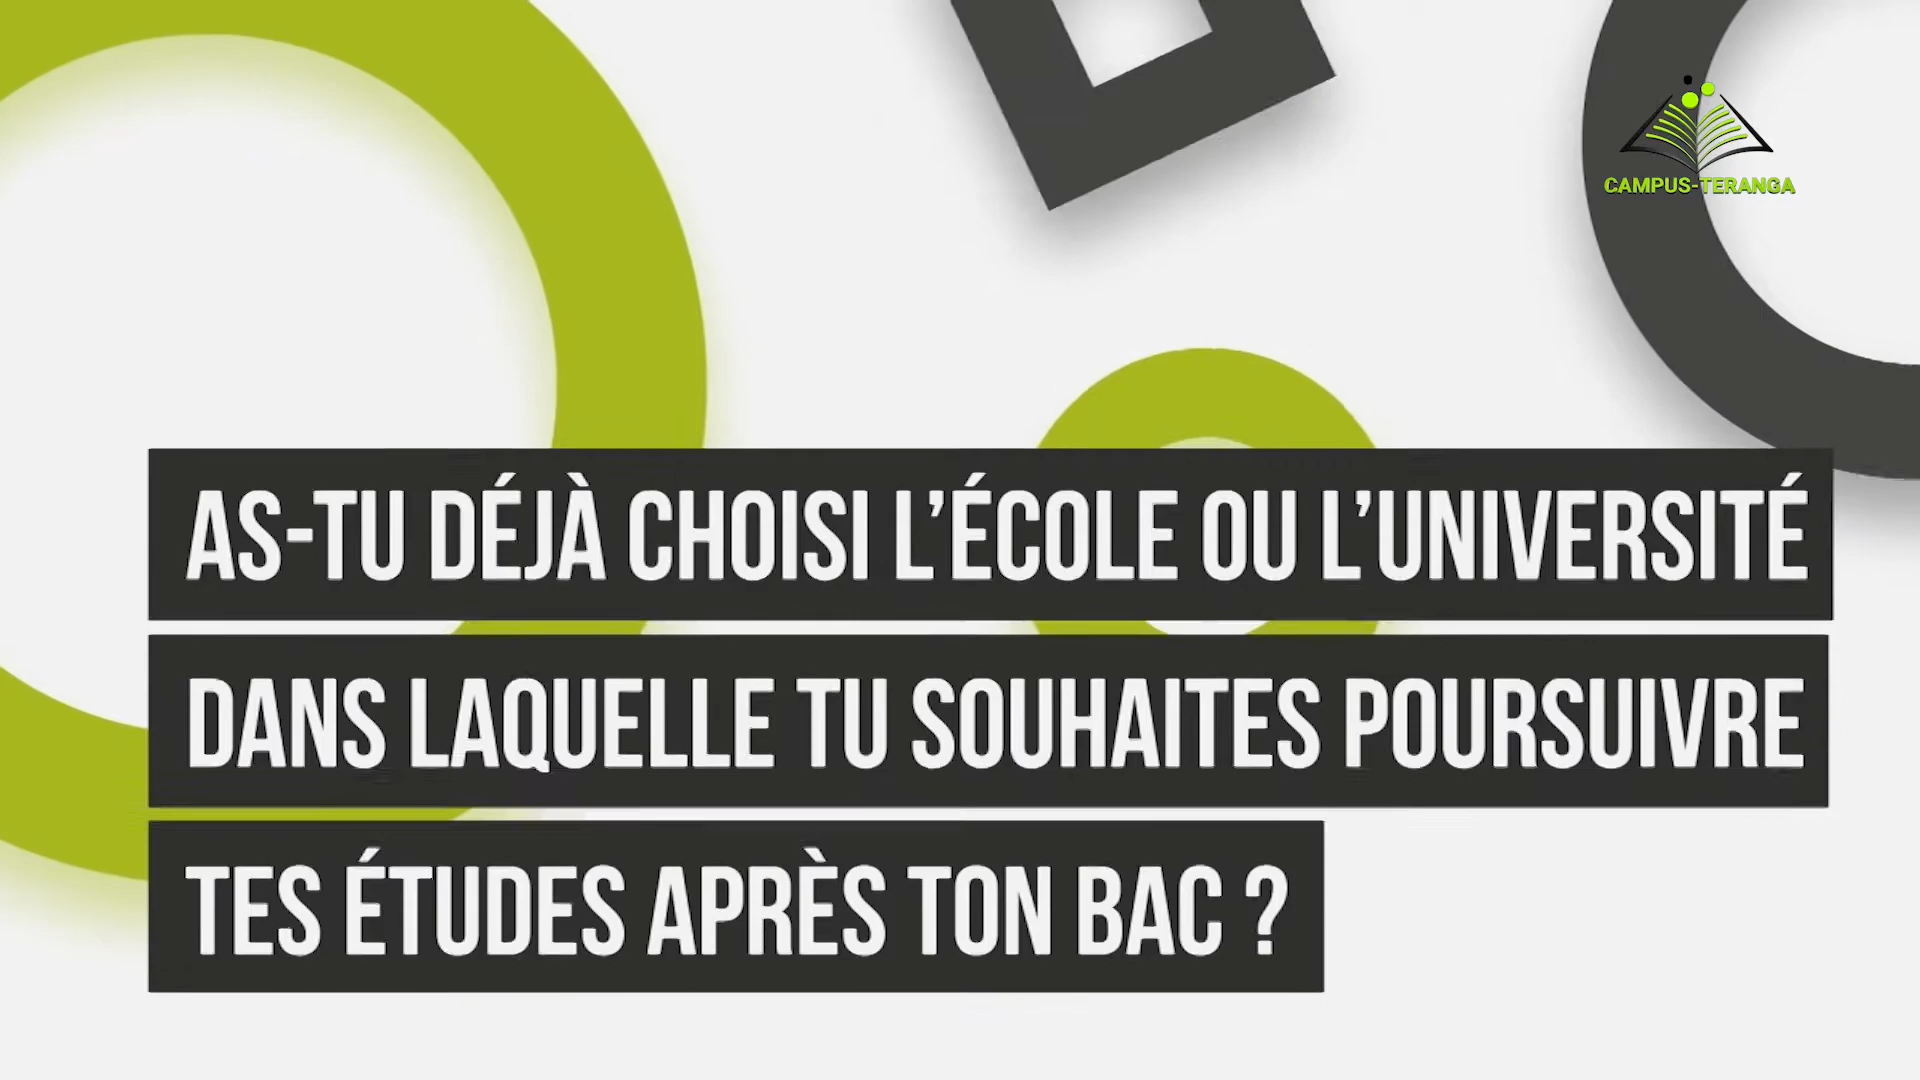 CAMPUS-TERANGA
AS-TU DÉJÀ CHOISI L’ÉCOLE OU L’UNIVERSITÉ
DANS LAQUELLE TU SOUHAITES POURSUIVRE
TES ÉTUDES APRÈS TON BAC ?